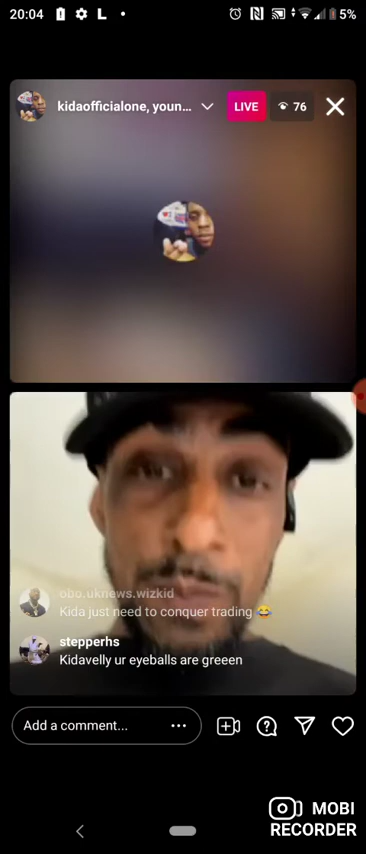 20:04
L
5%
kidaofficialone, youn...
LIVE
76
obo.uknews.wizkid
Kida just need to conquer trading 😂
stepperhs
Kidavelly ur eyeballs are greeen
Add a comment...
MOBI
RECORDER